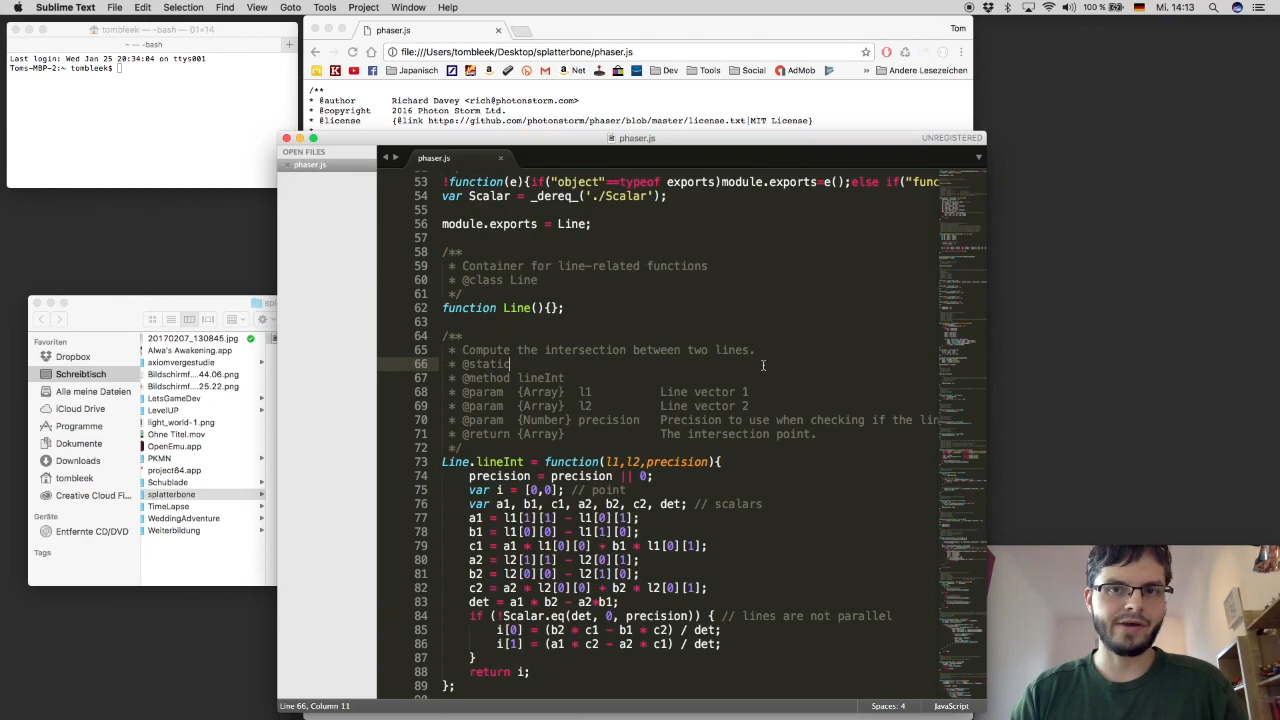 Sublime Text File Edit Selection Find View Goto Tools Project Window Help
100 % Mi. 14:13
tombleek — -bash — 61×14
~ — -bash
Last login: Wed Jan 25 20:34:04 on ttys001
Toms-MBP-2:~ tombleek$
phaser.js
Tom
file:///Users/tombleek/Desktop/splatterbone/phaser.js
Japanisch Net Dev Tools Social AdMob » Andere Lesezeichen
/**
* @author Richard Davey <rich@photonstorm.com>
* @copyright 2016 Photon Storm Ltd.
* @license {@link https://github.com/photonstorm/phaser/blob/master/license.txt|MIT License}
phaser.js
UNREGISTERED
OPEN FILES
phaser.js
phaser.js
53 !function(e){if("object"==typeof exports)module.exports=e();else if("func
54 var Scalar = _dereq_('./Scalar');
55
56 module.exports = Line;
57
58 /**
59 * Container for line-related functions
60 * @class Line
61 */
62 function Line(){};
63
64 /**
65 * Compute the intersection between two lines.
66 * @static
67 * @method lineInt
68 * @param {Array} l1 Line vector 1
69 * @param {Array} l2 Line vector 2
70 * @param {Number} precision Precision to use when checking if the lin
71 * @return {Array} The intersection point.
72 */
73 Line.lineInt = function(l1,l2,precision){
74 precision = precision || 0;
75 var i = [0,0]; // point
76 var a1, b1, c1, a2, b2, c2, det; // scalars
77 a1 = l1[1][1] - l1[0][1];
78 b1 = l1[0][0] - l1[1][0];
79 c1 = a1 * l1[0][0] + b1 * l1[0][1];
80 a2 = l2[1][1] - l2[0][1];
81 b2 = l2[0][0] - l2[1][0];
82 c2 = a2 * l2[0][0] + b2 * l2[0][1];
83 det = a1 * b2 - a2*b1;
84 if (!Scalar.eq(det, 0, precision)) { // lines are not parallel
85 i[0] = (b2 * c1 - b1 * c2) / det;
86 i[1] = (a1 * c2 - a2 * c1) / det;
87 }
88 return i;
89 };
Line 66, Column 11
Spaces: 4
JavaScript
spl
Favoriten
Dropbox
Schreibtisch
Alle meine Dateien
iCloud Drive
Programme
Dokumente
Downloads
tombleek
Creative Cloud Fi...
Geräte
Entfernte CD/DVD
Tags
20170207_130845.jpg
Alwa's Awakening.app
axiomvergestudie
Bildschirmf....44.06.png
Bildschirmf....25.22.png
LetsGameDev
LevelUP
light_world-1.png
Ohne Titel.mov
OpenEmu.app
PKMN
project64.app
Schublade
splatterbone
TimeLapse
WeddingAdventure
Weiterbildung